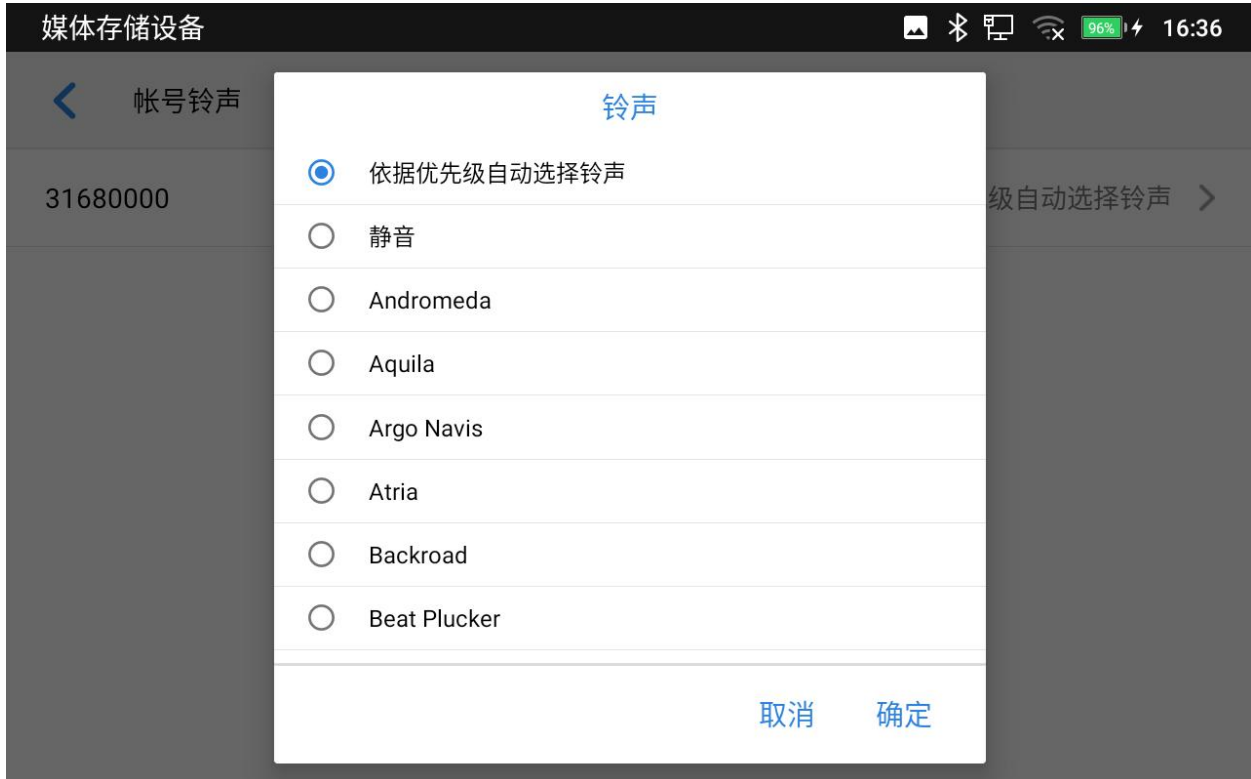 媒体存储设备 96% 16:36
帐号铃声
铃声
依据优先级自动选择铃声
31680000 级自动选择铃声
静音
Andromeda
Aquila
Argo Navis
Atria
Backroad
Beat Plucker
取消 确定